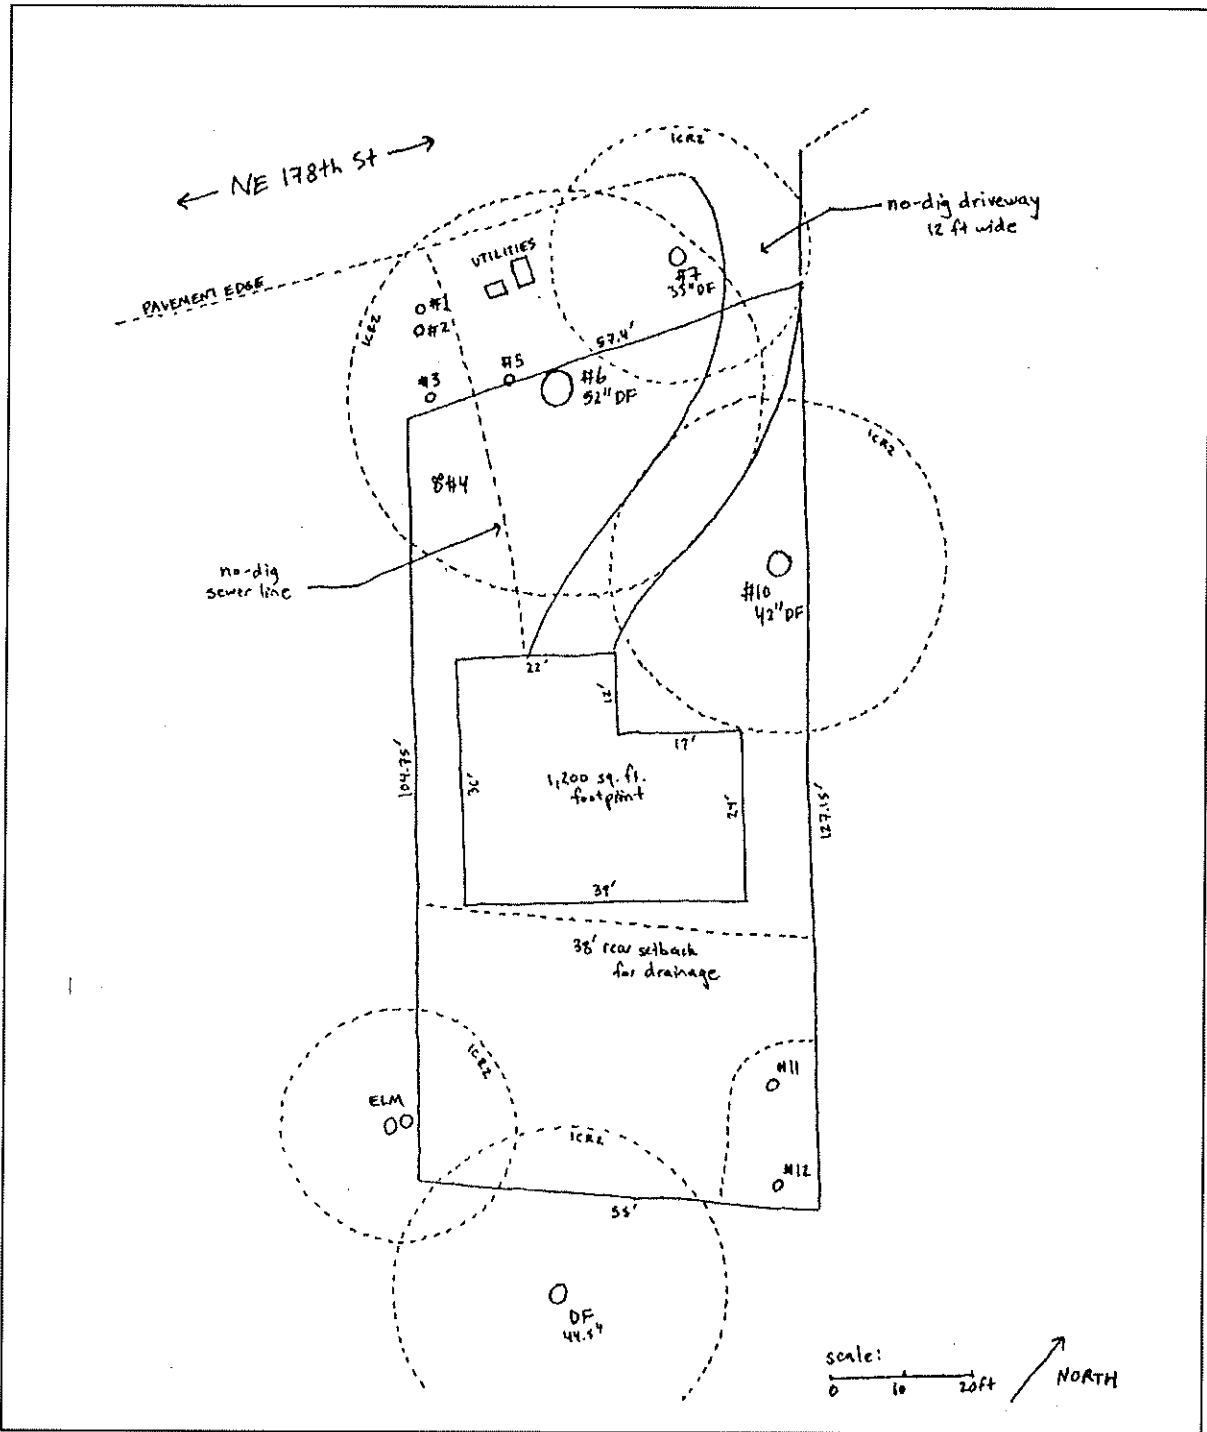 ICRZ
NE 178th St
no-dig driveway
12 ft wide
UTILITIES
#7
35" DF
PAVEMENT EDGE
#1
#2
ICRZ
57.4'
#5
#3
#6
52" DF
ICRZ
#4
no-dig
sewer line
#10
42" DF
22'
12'
17'
104.75'
30'
1,200 sq. ft.
footprint
24'
127.15'
39'
38' rear setback
for drainage
ICRZ
#11
ELM
ICRZ
#12
55'
DF
44.5"
scale:
0 10 20ft
NORTH